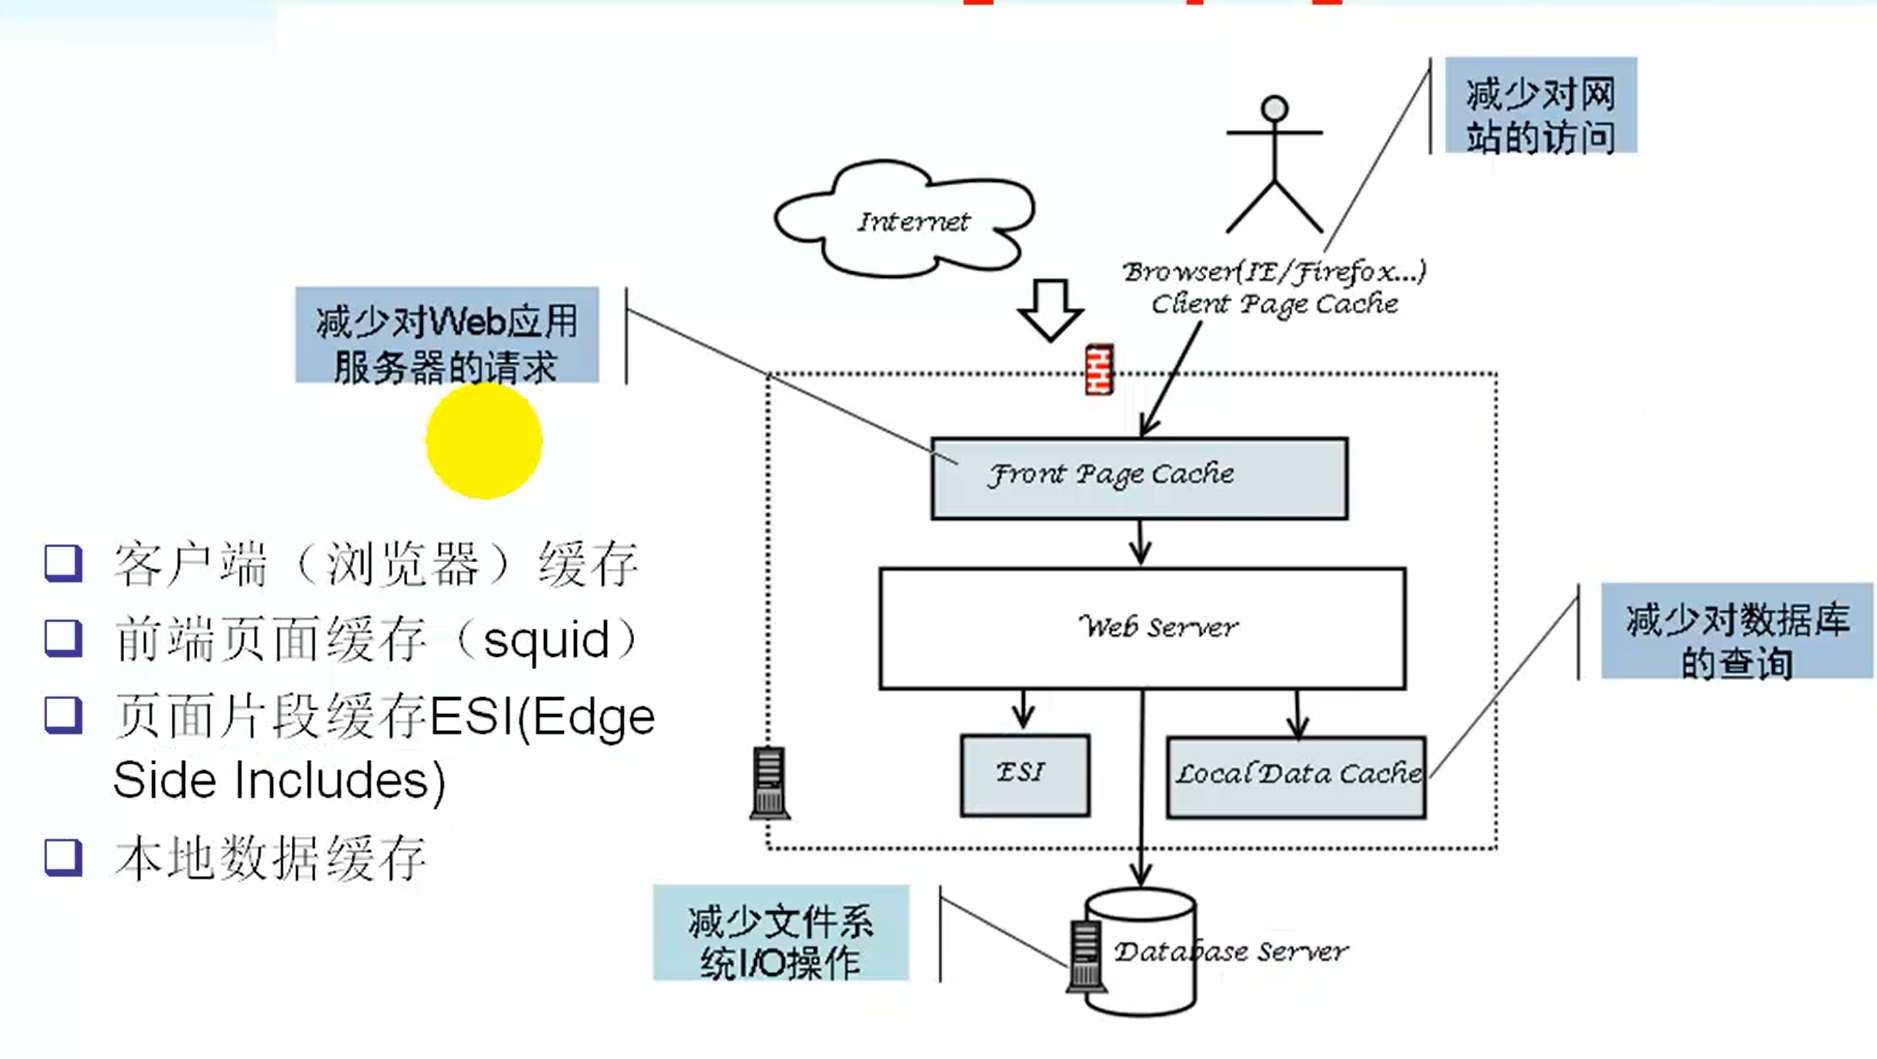 减少对网
站的访问
Internet
Browser(IE/Firefox...)
Client Page Cache
减少对Web应用
服务器的请求
Front Page Cache
客户端（浏览器）缓存
前端页面缓存（squid）
页面片段缓存ESI(Edge
Side Includes)
本地数据缓存
Web Server
减少对数据库
的查询
ESI
Local Data Cache
减少文件系
统I/O操作
Database Server